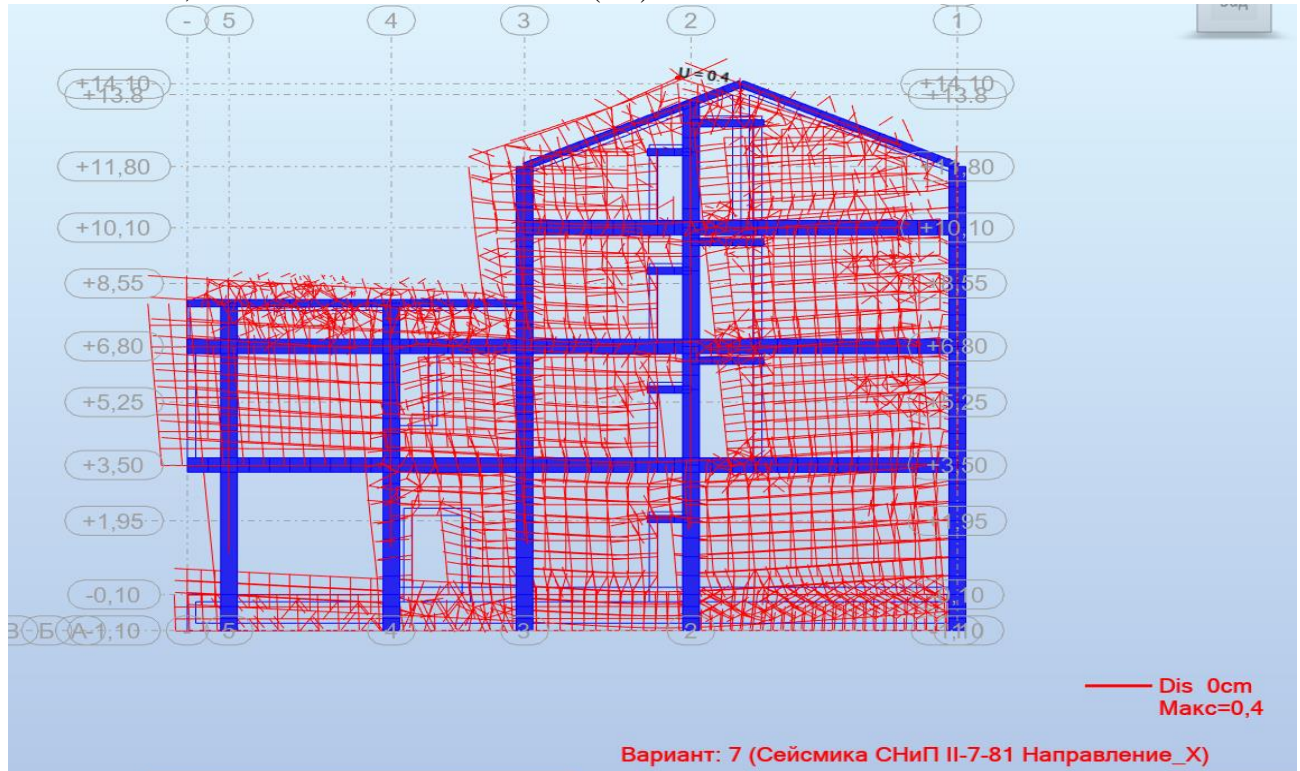 - 5 4 3 2 1
U=0.4
+14,10 +14,10
+13.8 +13.8
+11,80 +11,80
+10,10 +10,10
+8,55 +8,55
+6,80 +6,80
+5,25 +5,25
+3,50 +3,50
+1,95 +1,95
-0,10 -0,10
В Б А -1,10 - 5 4 3 2
Dis 0cm
Макс=0,4
Вариант: 7 (Сейсмика СНиП II-7-81 Направление_X)